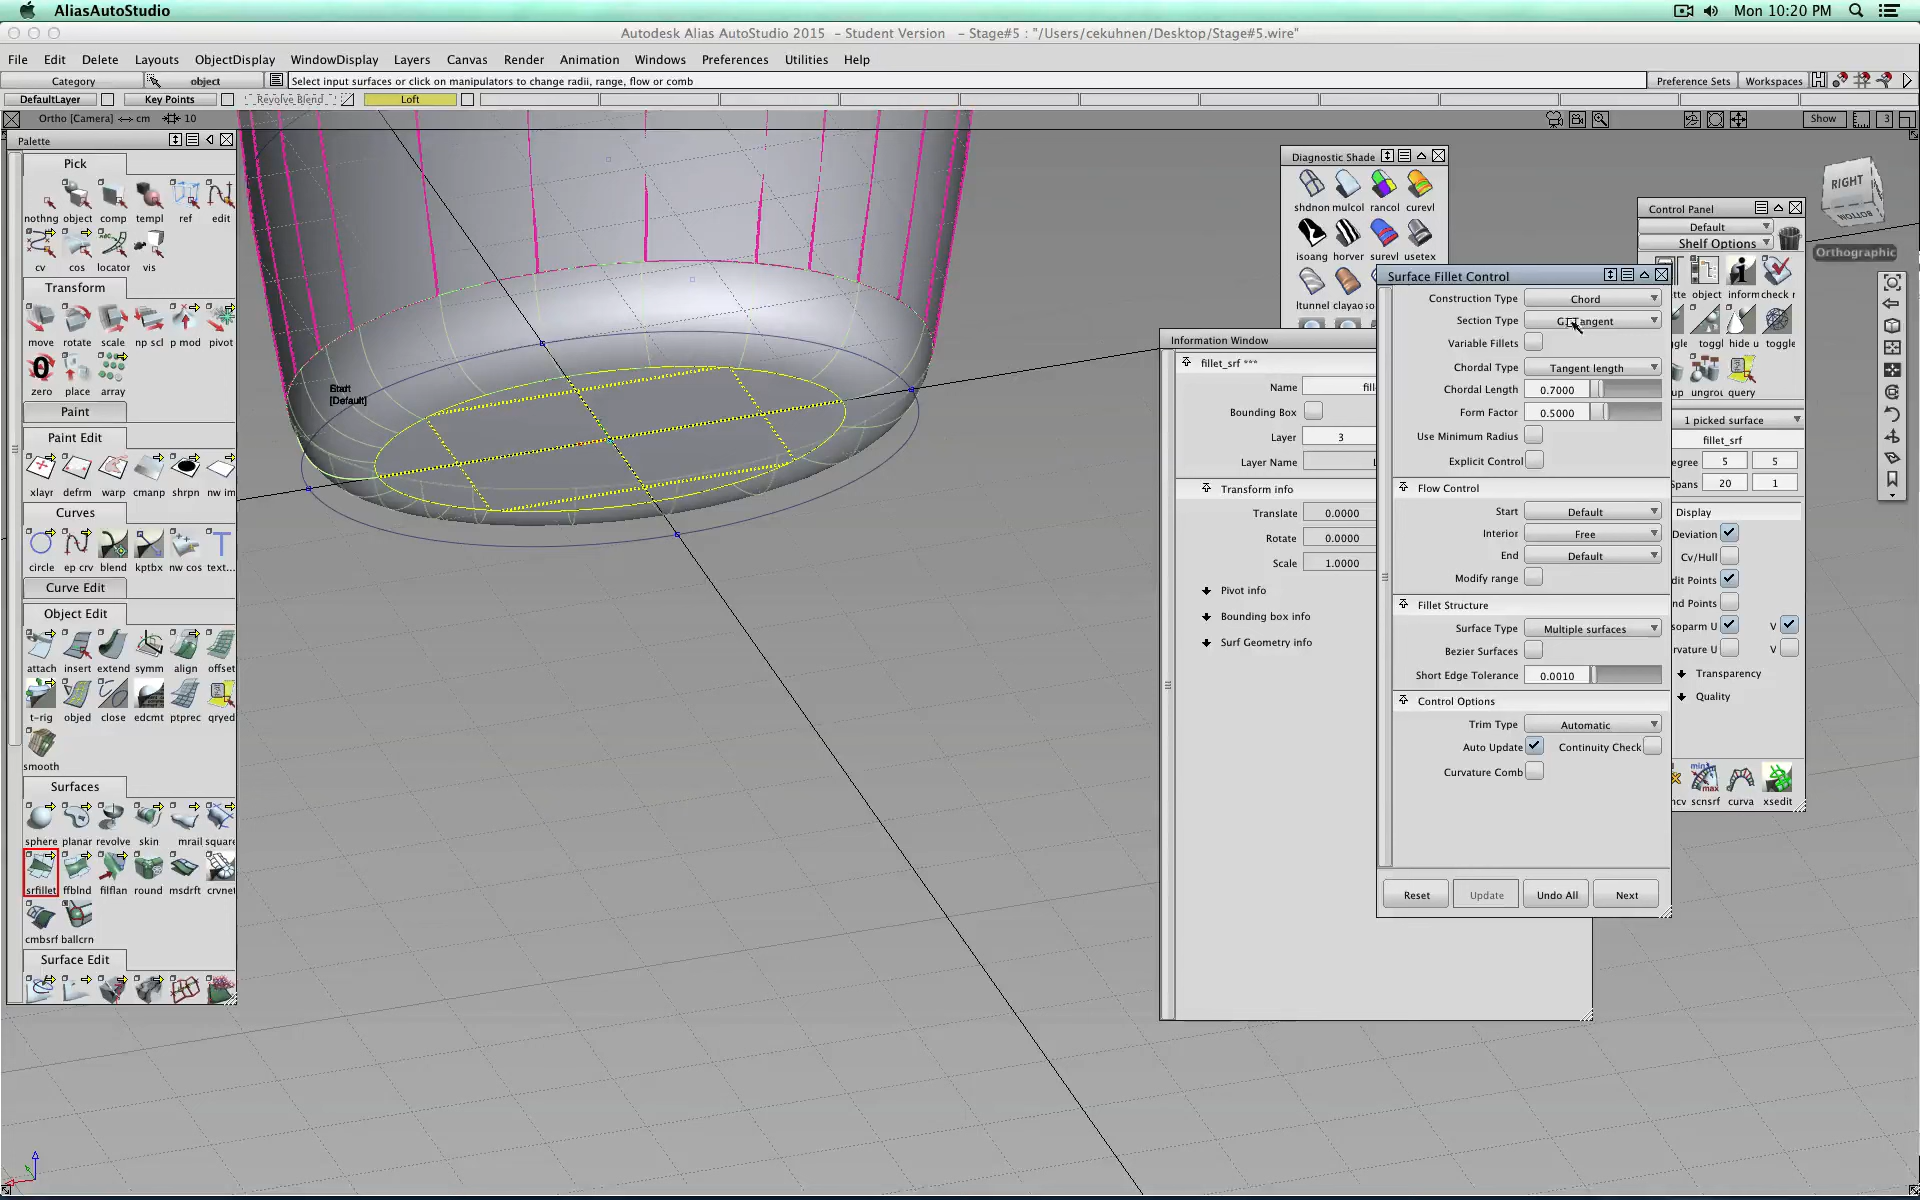 AliasAutoStudio
Mon 10:20 PM
Autodesk Alias AutoStudio 2015 - Student Version - Stage#5 : "/Users/cekuhnen/Desktop/Stage#5.wire"
File Edit Delete Layouts ObjectDisplay WindowDisplay Layers Canvas Render Animation Windows Preferences Utilities Help
Category object Select input surfaces or click on manipulators to change radii, range, flow or comb Preference Sets Workspaces
DefaultLayer Key Points Revolve Blend Loft
Ortho [Camera] cm 10 Show 3
Palette
Pick
nothng object comp templ ref edit
cv cos locator vis
Transform
move rotate scale np scl p mod pivot
zero place array
Paint
Paint Edit
xlayr defrm warp cmanp shrpn nw im
Curves
circle ep crv blend kptbx nw cos text...
Curve Edit
Object Edit
attach insert extend symm align offset
t-rig objed close edcmt ptprec qryed
smooth
Surfaces
sphere planar revolve skin mrail square
srfillet ffblnd filflan round msdrft crvnet
cmbsrf ballcrn
Surface Edit
Start
[Default]
Diagnostic Shade
shdnon mulcol rancol curevl
isoang horver surevl usetex
ltunnel clayao
RIGHT
BOTTOM
Orthographic
Control Panel
Default
Shelf Options
object inform check r
toggl hide u toggle
ungrou query
1 picked surface
fillet_srf
egree 5 5
Spans 20 1
Display
Deviation
Cv/Hull
dit Points
nd Points
soparm U V
rvature U V
Transparency
Quality
scnsrf curva xsedit
Information Window
fillet_srf ***
Name fill
Bounding Box
Layer 3
Layer Name L
Transform info
Translate 0.0000
Rotate 0.0000
Scale 1.0000
Pivot info
Bounding box info
Surf Geometry info
Surface Fillet Control
Construction Type Chord
Section Type G1 Tangent
Variable Fillets
Chordal Type Tangent length
Chordal Length 0.7000
Form Factor 0.5000
Use Minimum Radius
Explicit Control
Flow Control
Start Default
Interior Free
End Default
Modify range
Fillet Structure
Surface Type Multiple surfaces
Bezier Surfaces
Short Edge Tolerance 0.0010
Control Options
Trim Type Automatic
Auto Update Continuity Check
Curvature Comb
Reset Update Undo All Next